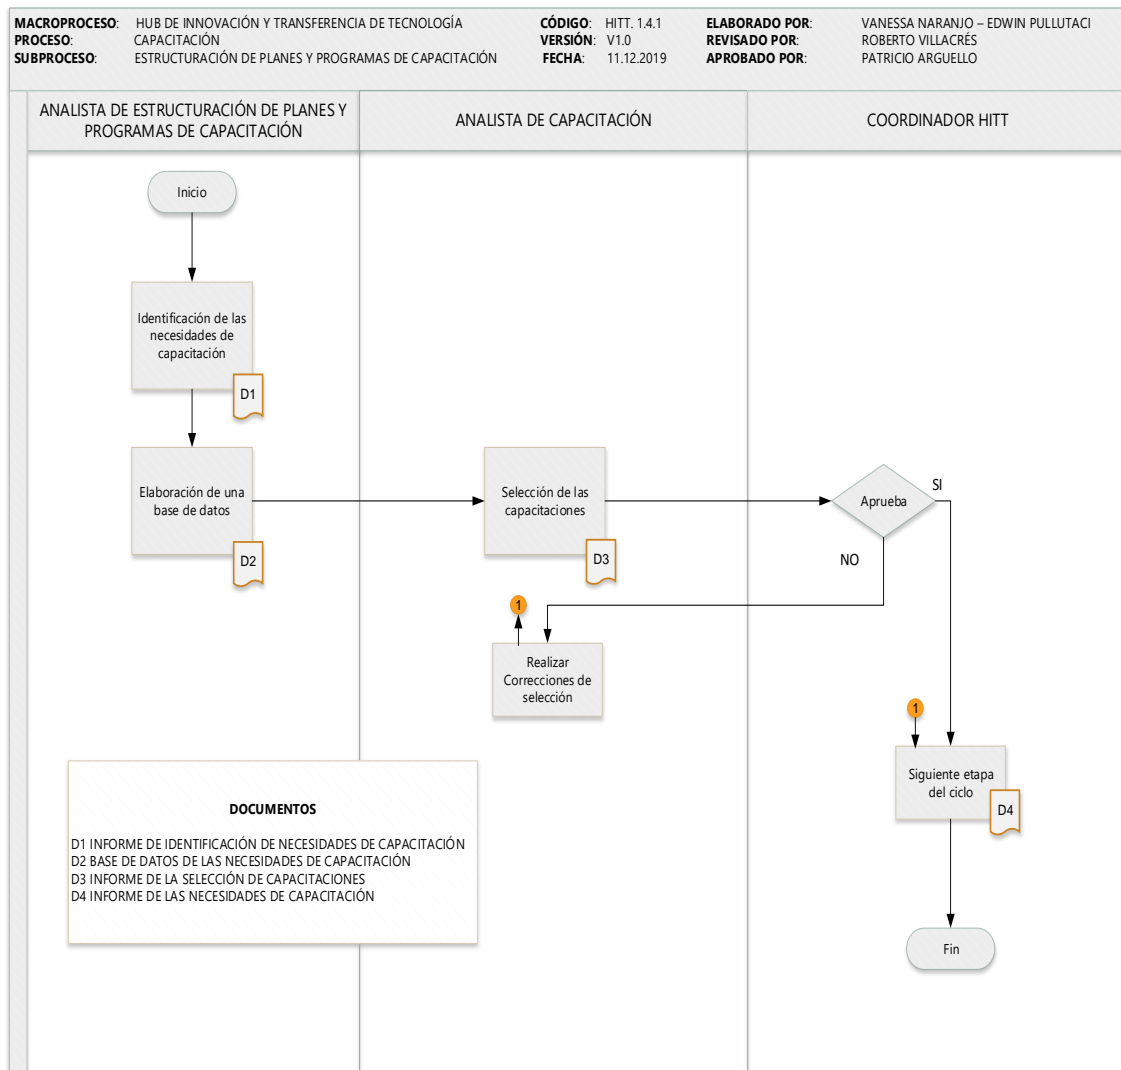 MACROPROCESO: HUB DE INNOVACIÓN Y TRANSFERENCIA DE TECNOLOGÍA CÓDIGO: HITT. 1.4.1 ELABORADO POR: VANESSA NARANJO – EDWIN PULLUTACI
PROCESO: CAPACITACIÓN VERSIÓN: V1.0 REVISADO POR: ROBERTO VILLACRÉS
SUBPROCESO: ESTRUCTURACIÓN DE PLANES Y PROGRAMAS DE CAPACITACIÓN FECHA: 11.12.2019 APROBADO POR: PATRICIO ARGUELLO
ANALISTA DE ESTRUCTURACIÓN DE PLANES Y
PROGRAMAS DE CAPACITACIÓN
ANALISTA DE CAPACITACIÓN
COORDINADOR HITT
Inicio
Identificación de las
necesidades de
capacitación
D1
Elaboración de una
base de datos
D2
Selección de las
capacitaciones
D3
Aprueba
SI
NO
1
Realizar
Correcciones de
selección
1
Siguiente etapa
del ciclo
D4
Fin
DOCUMENTOS
D1 INFORME DE IDENTIFICACIÓN DE NECESIDADES DE CAPACITACIÓN
D2 BASE DE DATOS DE LAS NECESIDADES DE CAPACITACIÓN
D3 INFORME DE LA SELECCIÓN DE CAPACITACIONES
D4 INFORME DE LAS NECESIDADES DE CAPACITACIÓN